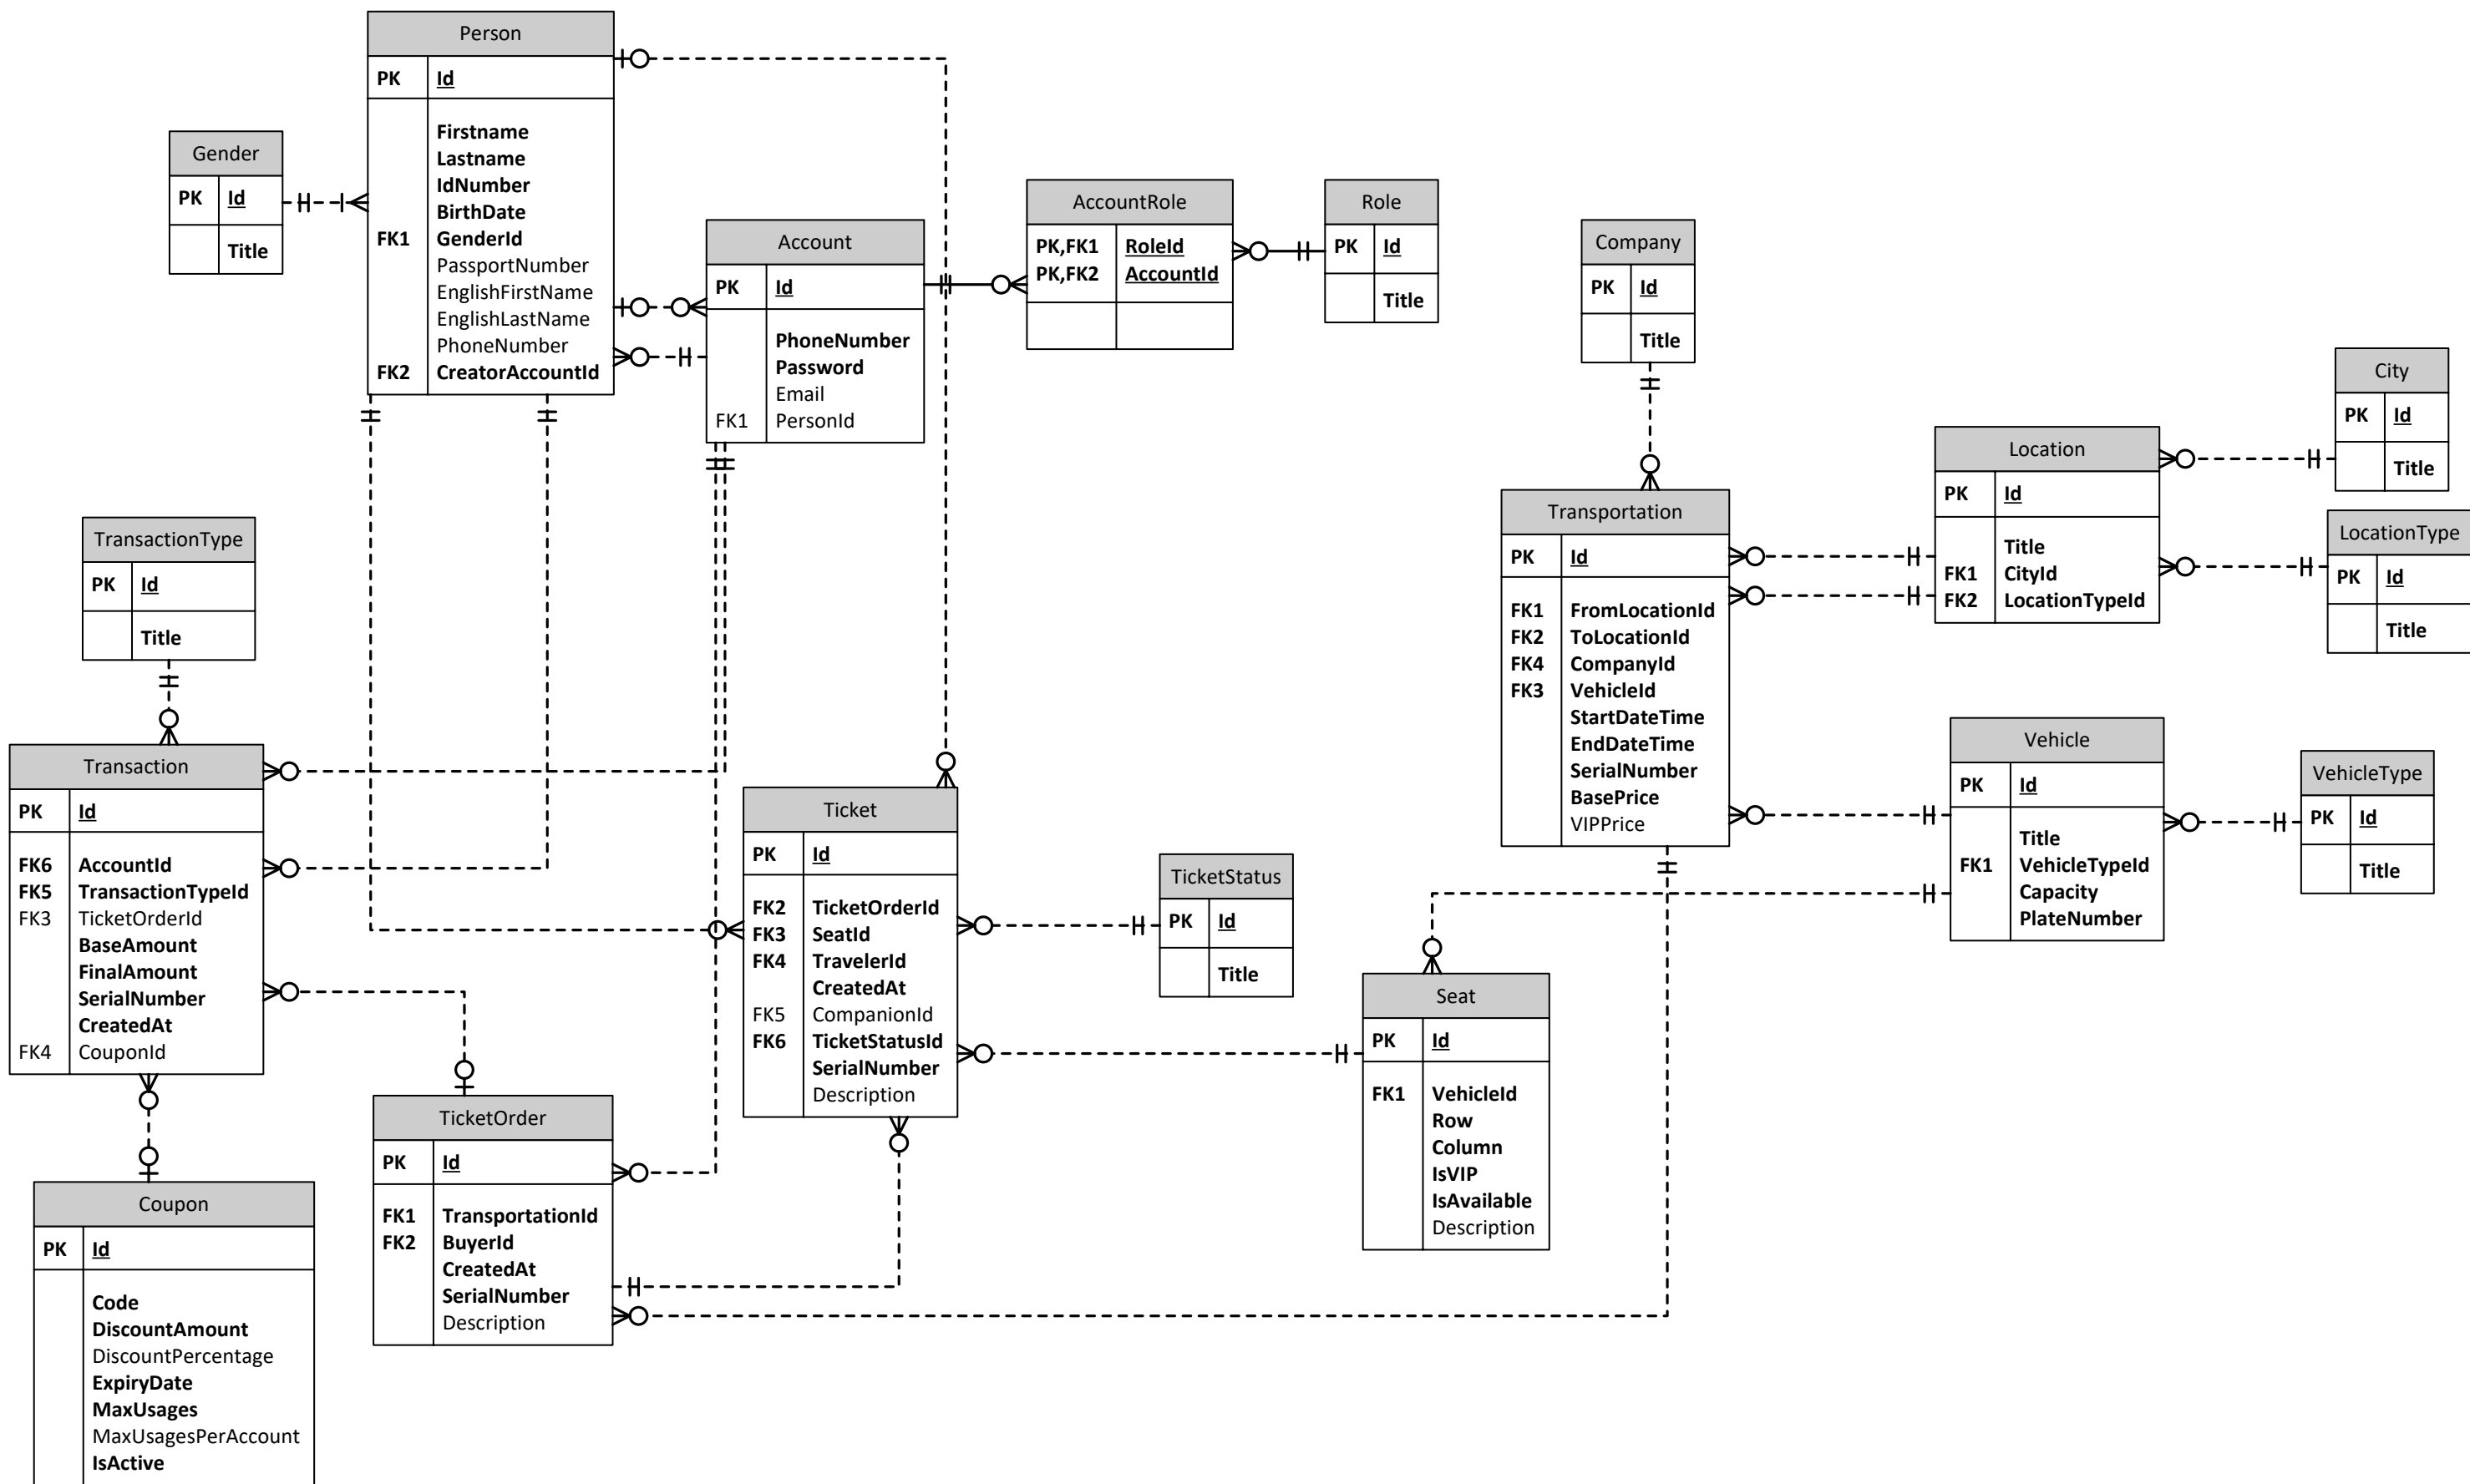 Person
PK Id
Firstname
Lastname
IdNumber
BirthDate
FK1 GenderId
PassportNumber
EnglishFirstName
EnglishLastName
PhoneNumber
FK2 CreatorAccountId
Gender
PK Id
Title
Account
PK Id
PhoneNumber
Password
Email
FK1 PersonId
AccountRole
PK,FK1 RoleId
PK,FK2 AccountId
Role
PK Id
Title
Company
PK Id
Title
City
PK Id
Title
Location
PK Id
Title
FK1 CityId
FK2 LocationTypeId
LocationType
PK Id
Title
Transportation
PK Id
FK1 FromLocationId
FK2 ToLocationId
FK4 CompanyId
FK3 VehicleId
StartDateTime
EndDateTime
SerialNumber
BasePrice
VIPPrice
TransactionType
PK Id
Title
Transaction
PK Id
FK6 AccountId
FK5 TransactionTypeId
FK3 TicketOrderId
BaseAmount
FinalAmount
SerialNumber
CreatedAt
FK4 CouponId
Ticket
PK Id
FK2 TicketOrderId
FK3 SeatId
FK4 TravelerId
CreatedAt
FK5 CompanionId
FK6 TicketStatusId
SerialNumber
Description
TicketStatus
PK Id
Title
Vehicle
PK Id
Title
FK1 VehicleTypeId
Capacity
PlateNumber
VehicleType
PK Id
Title
Seat
PK Id
FK1 VehicleId
Row
Column
IsVIP
IsAvailable
Description
TicketOrder
PK Id
FK1 TransportationId
FK2 BuyerId
CreatedAt
SerialNumber
Description
Coupon
PK Id
Code
DiscountAmount
DiscountPercentage
ExpiryDate
MaxUsages
MaxUsagesPerAccount
IsActive